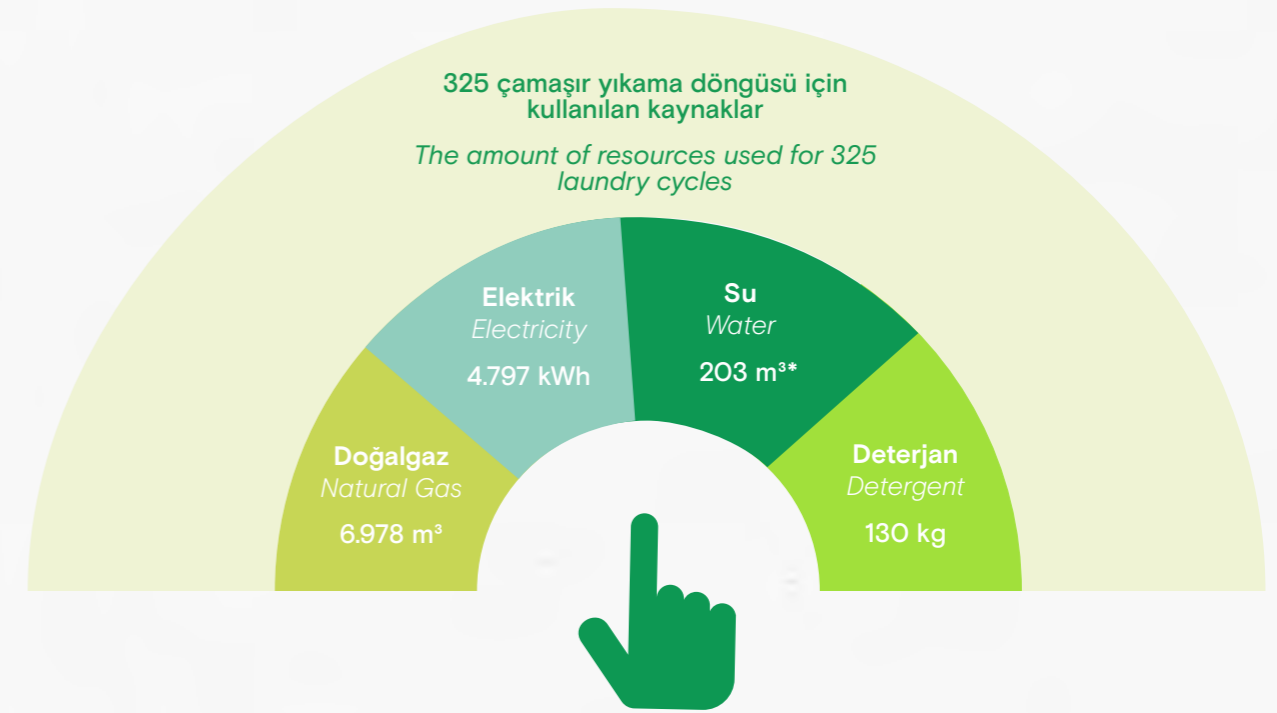 325 çamaşır yıkama döngüsü için
kullanılan kaynaklar
The amount of resources used for 325
laundry cycles
Doğalgaz
Natural Gas
6.978 m³
Elektrik
Electricity
4.797 kWh
Su
Water
203 m³*
Deterjan
Detergent
130 kg